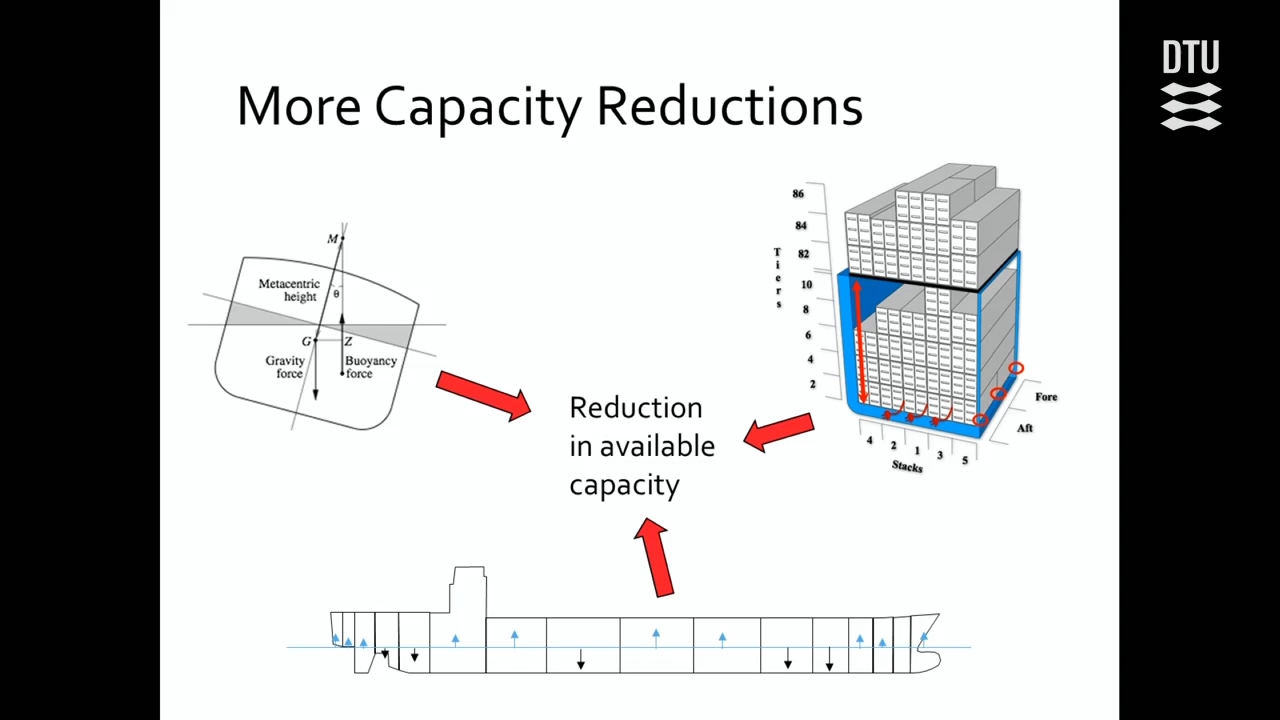 DTU
More Capacity Reductions
M
Metacentric
height
θ
G
Z
Gravity
force
Buoyancy
force
86
84
82
10
8
6
4
2
Tiers
Fore
Aft
4
2
1
3
5
Stacks
Reduction
in available
capacity